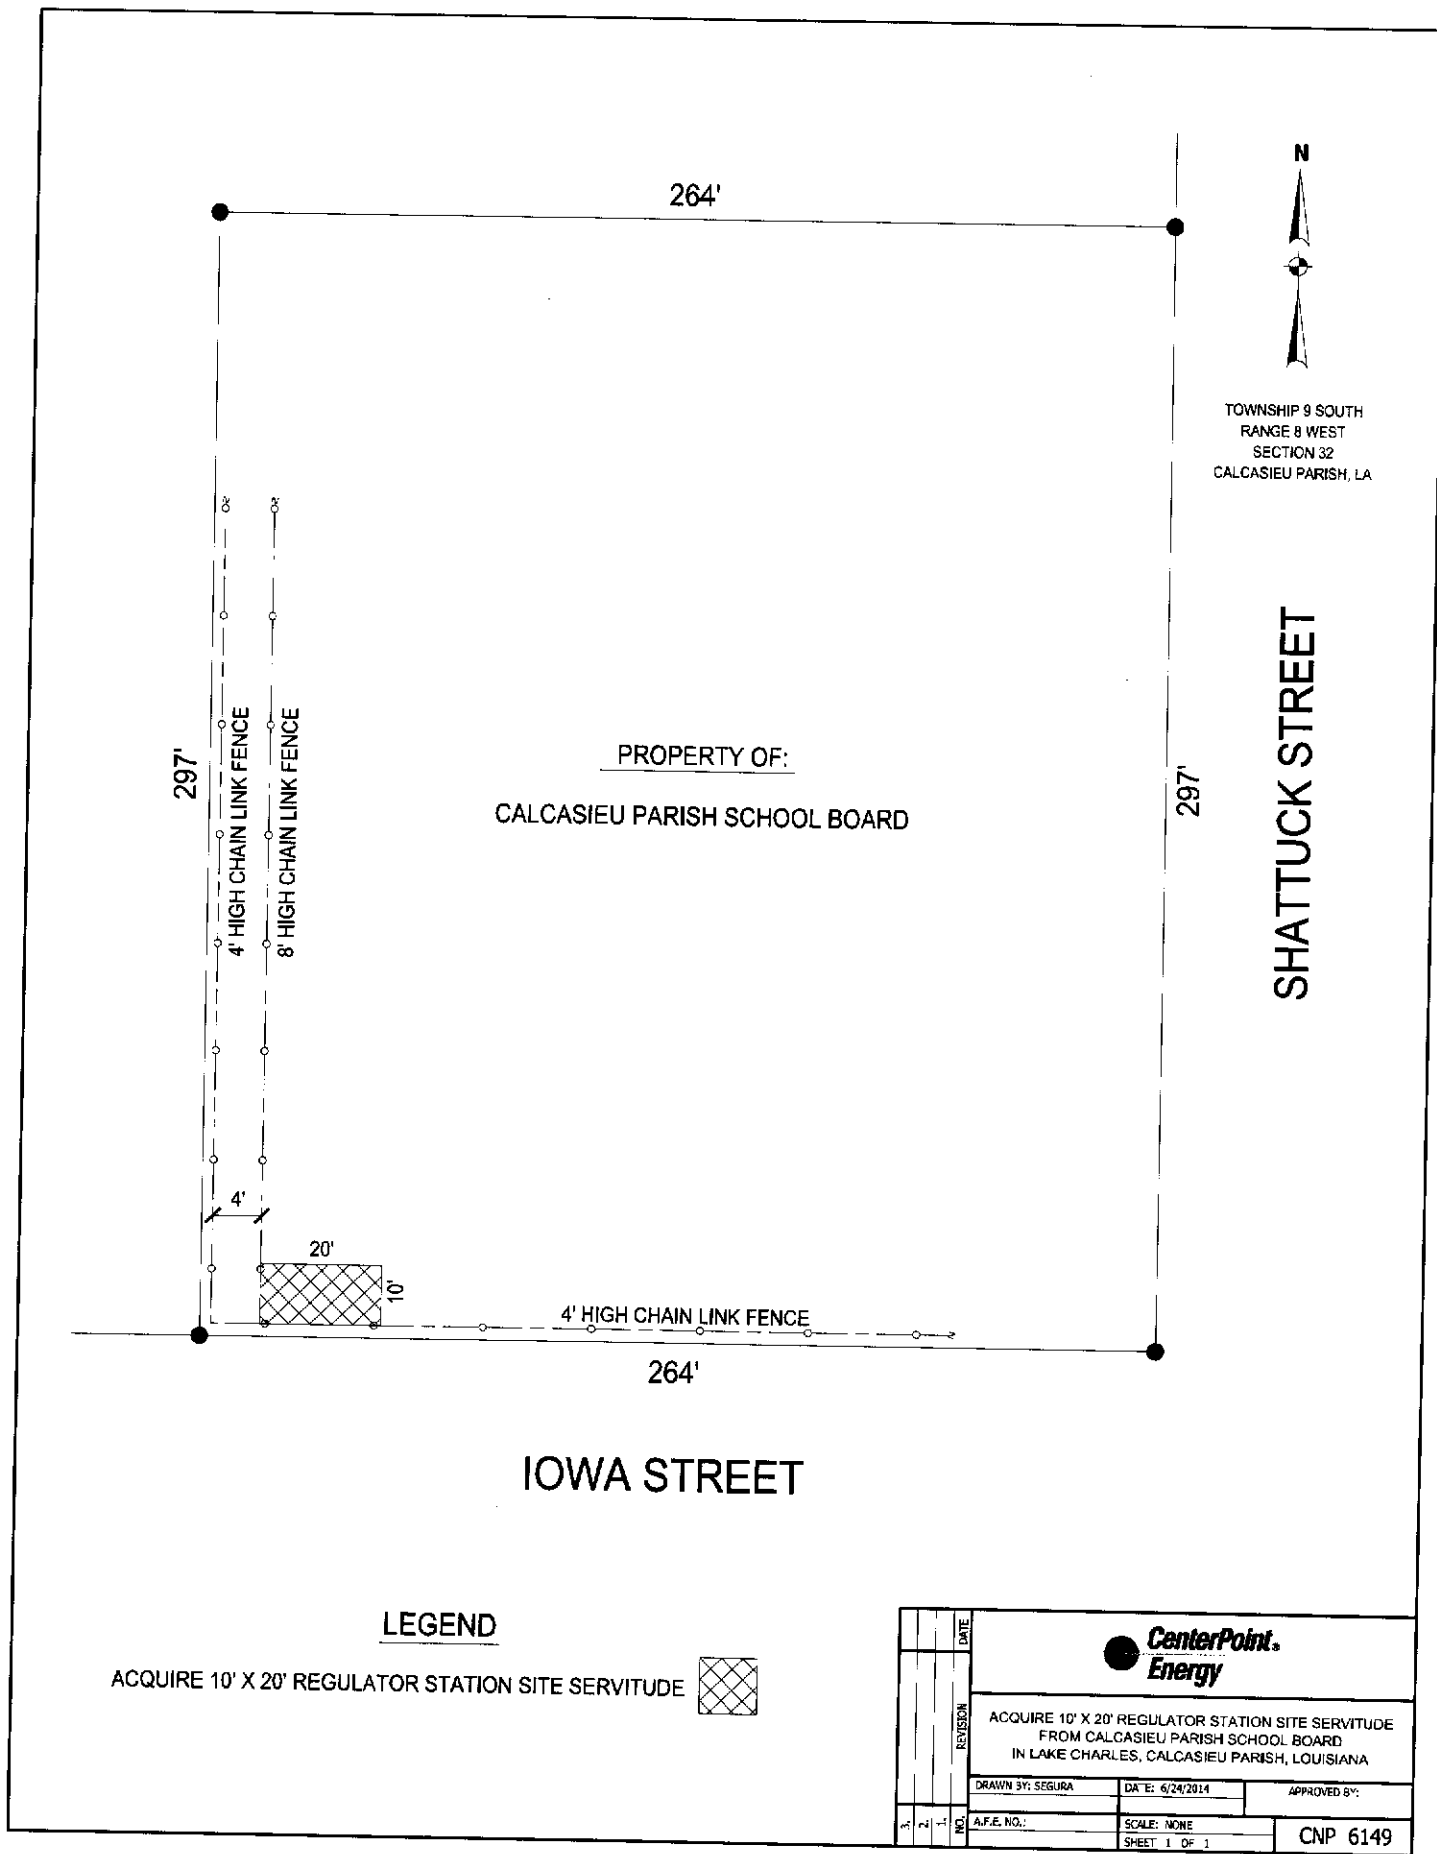 264'
N
TOWNSHIP 9 SOUTH
RANGE 8 WEST
SECTION 32
CALCASIEU PARISH, LA
297'
4' HIGH CHAIN LINK FENCE
8' HIGH CHAIN LINK FENCE
PROPERTY OF:
CALCASIEU PARISH SCHOOL BOARD
297'
SHATTUCK STREET
4'
20'
10'
4' HIGH CHAIN LINK FENCE
264'
IOWA STREET
LEGEND
ACQUIRE 10' X 20' REGULATOR STATION SITE SERVITUDE
DATE
REVISION
NO.
1.
2.
3.
CenterPoint®
Energy
ACQUIRE 10' X 20' REGULATOR STATION SITE SERVITUDE
FROM CALCASIEU PARISH SCHOOL BOARD
IN LAKE CHARLES, CALCASIEU PARISH, LOUISIANA
DRAWN BY: SEGURA
DATE: 6/24/2014
APPROVED BY:
A.F.E. NO.:
SCALE: NONE
SHEET 1 OF 1
CNP 6149